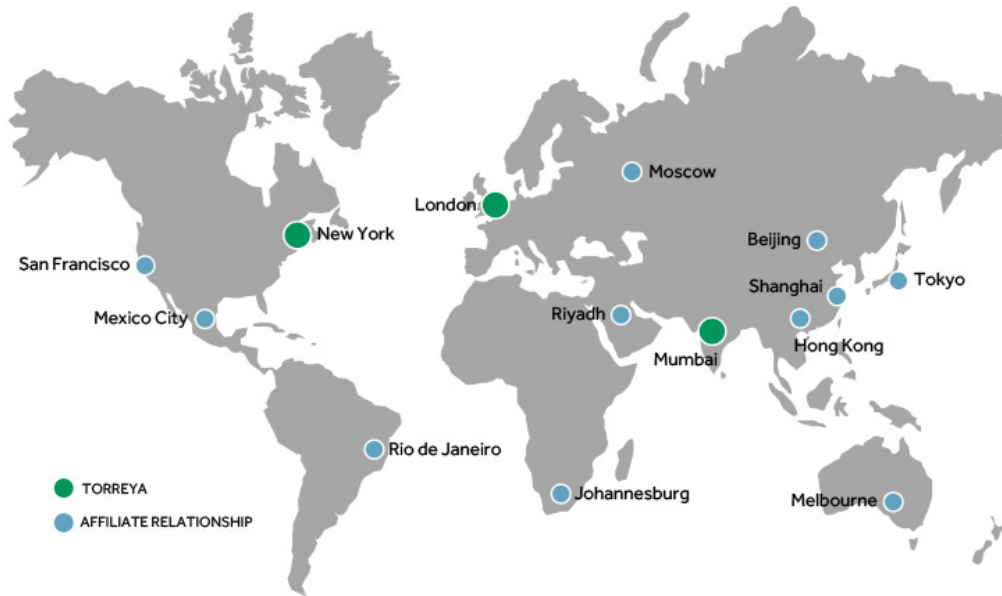 Moscow
London
New York
Beijing
San Francisco
Tokyo
Shanghai
Mexico City
Riyadh
Hong Kong
Mumbai
Rio de Janeiro
TORREYA
Johannesburg
Melbourne
AFFILIATE RELATIONSHIP